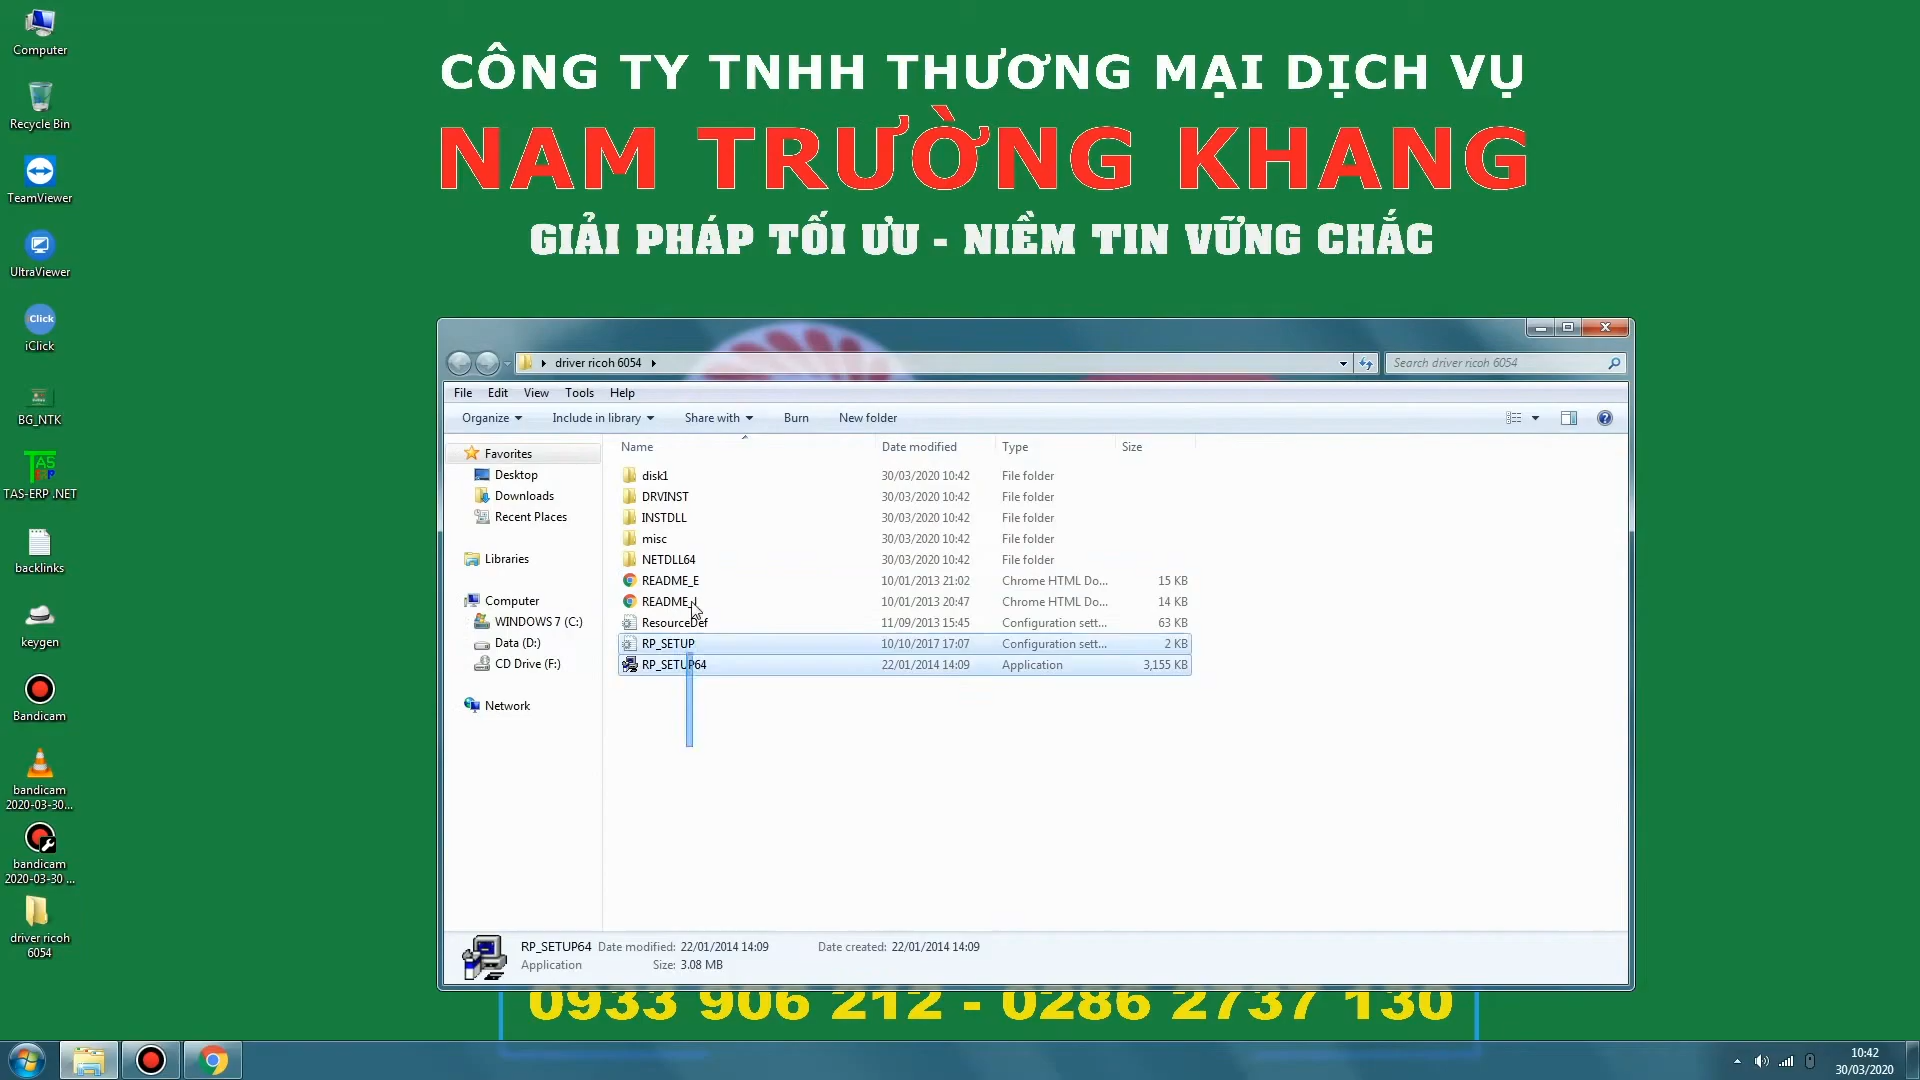 CÔNG TY TNHH THƯƠNG MẠI DỊCH VỤ
NAM TRƯỜNG KHANG
GIẢI PHÁP TỐI ƯU - NIỀM TIN VỮNG CHẮC
Computer
Recycle Bin
TeamViewer
UltraViewer
Click
iClick
BG_NTK
TAS
ERP
TAS-ERP .NET
backlinks
keygen
Bandicam
bandicam
2020-03-30...
bandicam
2020-03-30 ...
driver ricoh
6054
driver ricoh 6054
Search driver ricoh 6054
File Edit View Tools Help
Organize Include in library Share with Burn New folder
Favorites
Desktop
Downloads
Recent Places
Libraries
Computer
WINDOWS 7 (C:)
Data (D:)
CD Drive (F:)
Network
Name Date modified Type Size
disk1 30/03/2020 10:42 File folder
DRVINST 30/03/2020 10:42 File folder
INSTDLL 30/03/2020 10:42 File folder
misc 30/03/2020 10:42 File folder
NETDLL64 30/03/2020 10:42 File folder
README_E 10/01/2013 21:02 Chrome HTML Do... 15 KB
10/01/2013 20:47 Chrome HTML Do... 14 KB
ResourceDef 11/09/2013 15:45 Configuration sett... 63 KB
RP_SETUP 10/10/2017 17:07 Configuration sett... 2 KB
RP_SETUP64 22/01/2014 14:09 Application 3,155 KB
RP_SETUP64 Date modified: 22/01/2014 14:09 Date created: 22/01/2014 14:09
Application Size: 3.08 MB
0933 906 212 - 0286 2737 130
10:42
30/03/2020